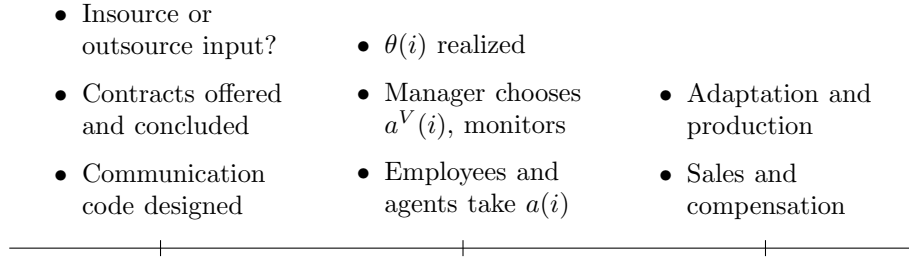 • Insource or
outsource input?
• Contracts offered
and concluded
• Communication
code designed
• θ(i) realized
• Manager chooses
a^V(i), monitors
• Employees and
agents take a(i)
• Adaptation and
production
• Sales and
compensation